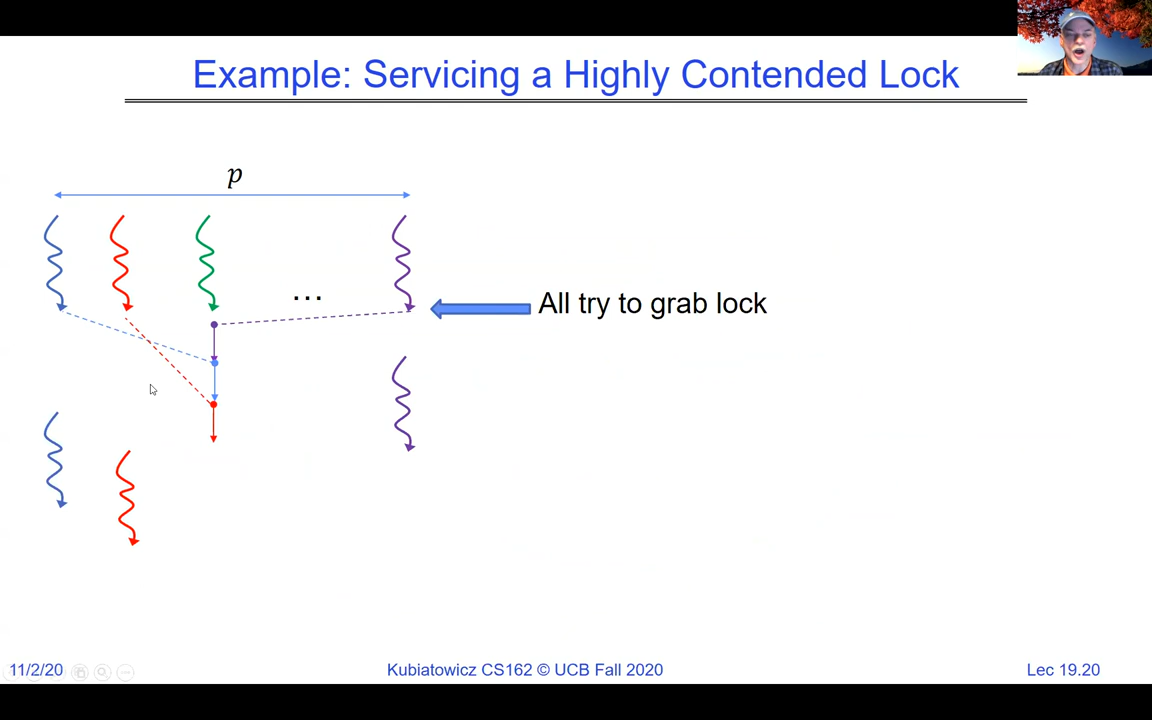 Example: Servicing a Highly Contended Lock
p
...
All try to grab lock
11/2/20
Kubiatowicz CS162 © UCB Fall 2020
Lec 19.20